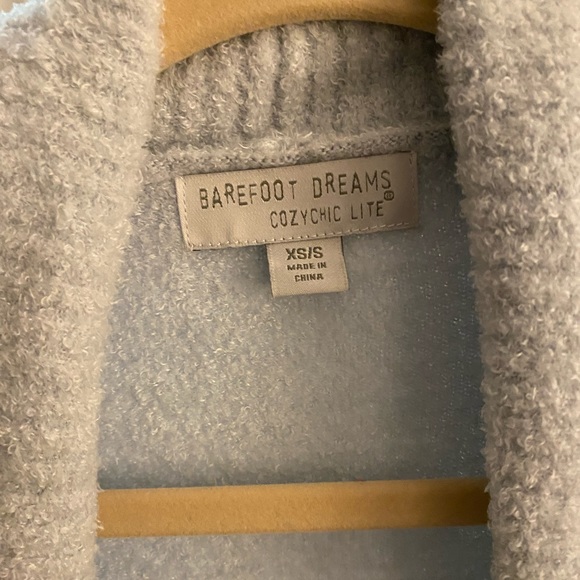 BAREFOOT DREAMS®
COZYCHIC LITE
XS/S
MADE IN
CHINA